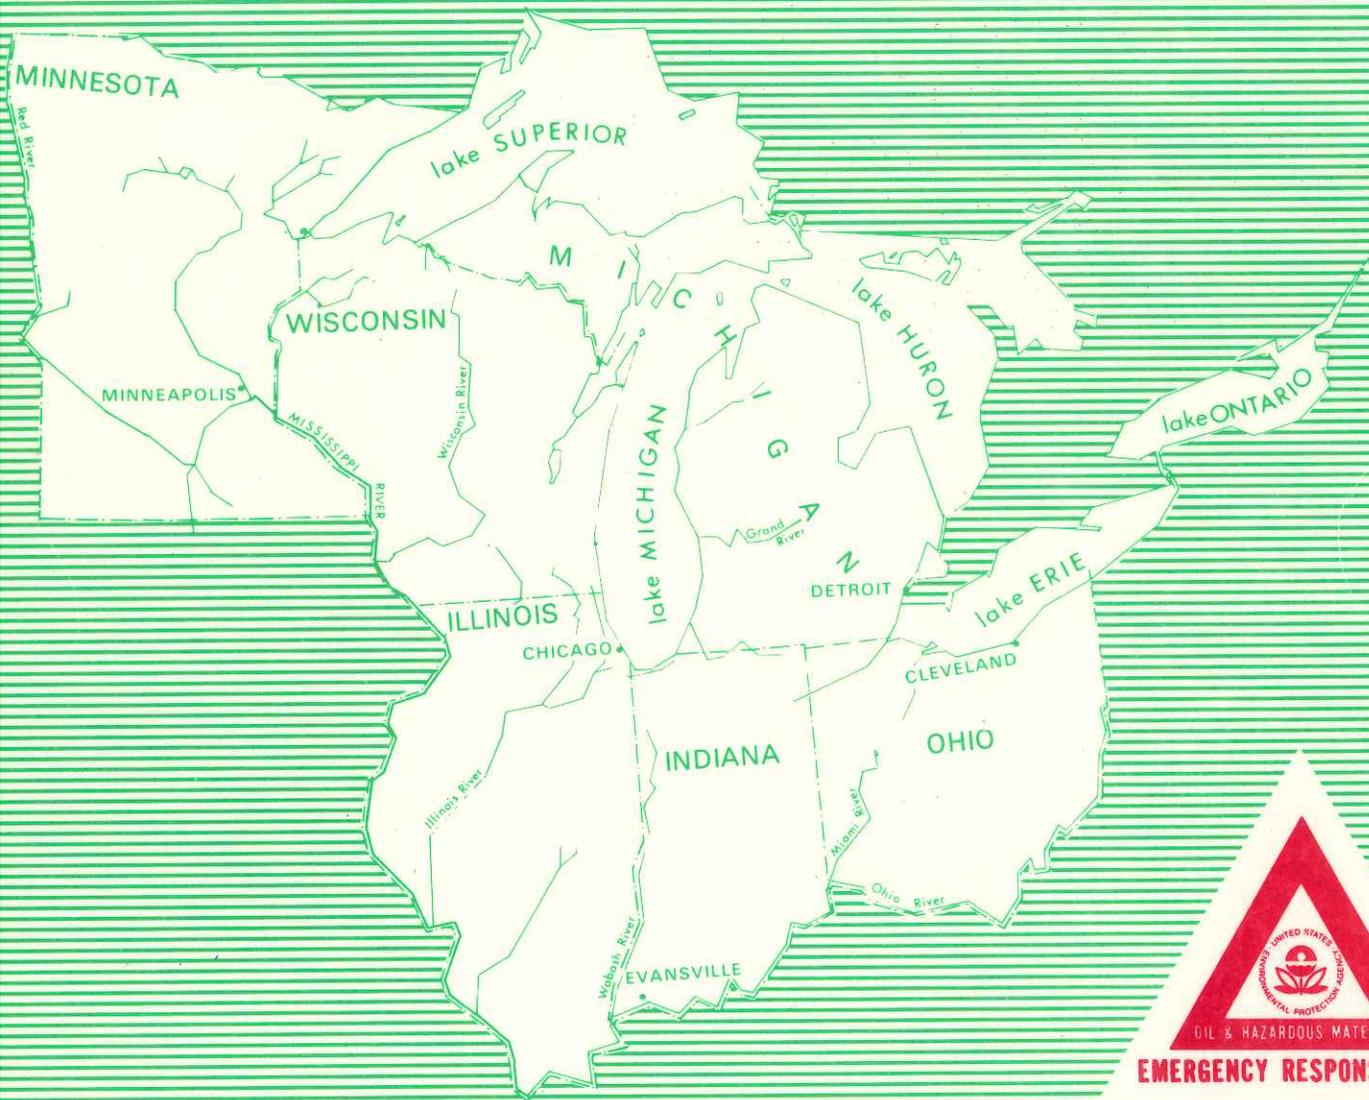 MINNESOTA
Red River
lake SUPERIOR
MICHIGAN
WISCONSIN
lake HURON
MINNEAPOLIS
Wisconsin River
MISSISSIPPI
RIVER
lake MICHIGAN
lake ONTARIO
Grand
River
DETROIT
lake ERIE
ILLINOIS
CHICAGO
CLEVELAND
INDIANA
OHIO
Illinois River
Miami River
Ohio River
Wabash River
EVANSVILLE
UNITED STATES
ENVIRONMENTAL PROTECTION AGENCY
OIL & HAZARDOUS MATE
EMERGENCY RESPON